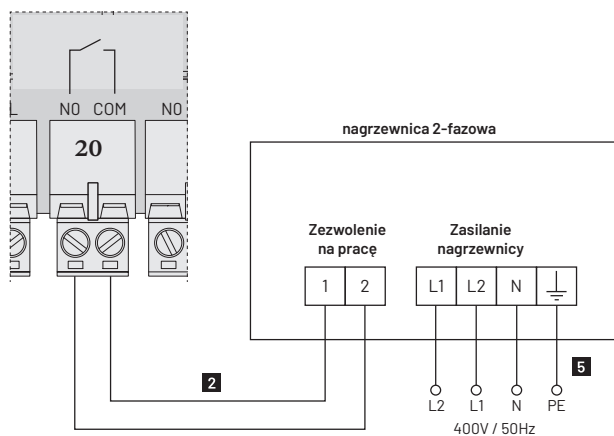 L NO COM NO
20
nagrzewnica 2-fazowa
Zezwolenie
na pracę
Zasilanie
nagrzewnicy
1 2
L1 L2 N
2
5
L2 L1 N PE
400V / 50Hz